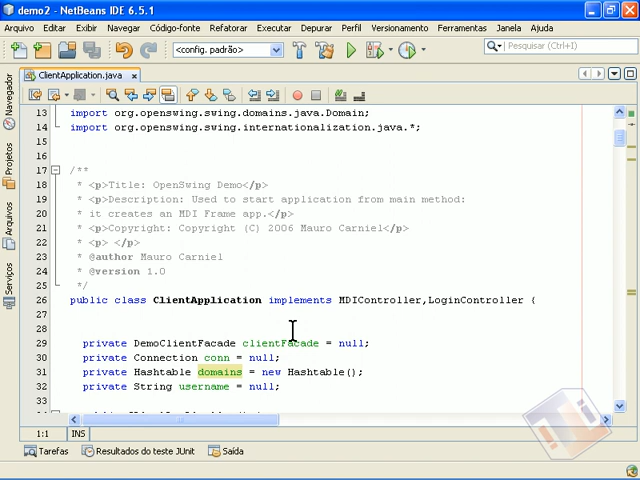 demo2 - NetBeans IDE 6.5.1
Arquivo Editar Exibir Navegar Código-fonte Refatorar Executar Depurar Perfil Versionamento Ferramentas Janela Ajuda
<config. padrão> Pesquisar (Ctrl+I)
ClientApplication.java
Navegador
Projetos
Arquivos
Serviços
13 import org.openswing.swing.domains.java.Domain;
14 import org.openswing.swing.internationalization.java.*;
15
16
17 /**
18 * <p>Title: OpenSwing Demo</p>
19 * <p>Description: Used to start application from main method:
20 * it creates an MDI Frame app.</p>
21 * <p>Copyright: Copyright (C) 2006 Mauro Carniel</p>
22 * <p> </p>
23 * @author Mauro Carniel
24 * @version 1.0
25 */
26 public class ClientApplication implements MDIController,LoginController {
27
28
29 private DemoClientFacade clientFacade = null;
30 private Connection conn = null;
31 private Hashtable domains = new Hashtable();
32 private String username = null;
33
1:1 INS
Tarefas Resultados do teste JUnit Saída